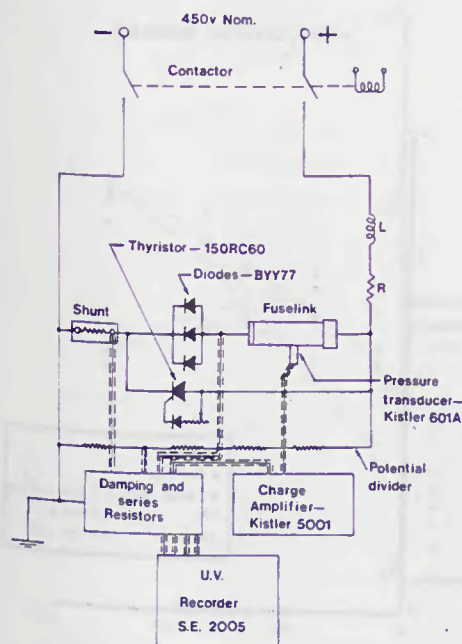 450v Nom.
− +
Contactor
L
Thyristor—150RC60
R
Diodes—BYY77
Shunt
Fuselink
Pressure
transducer—
Kistler 601A
Potential
divider
Damping and
series
Resistors
Charge
Amplifier—
Kistler 5001
U.V.
Recorder
S.E. 2005